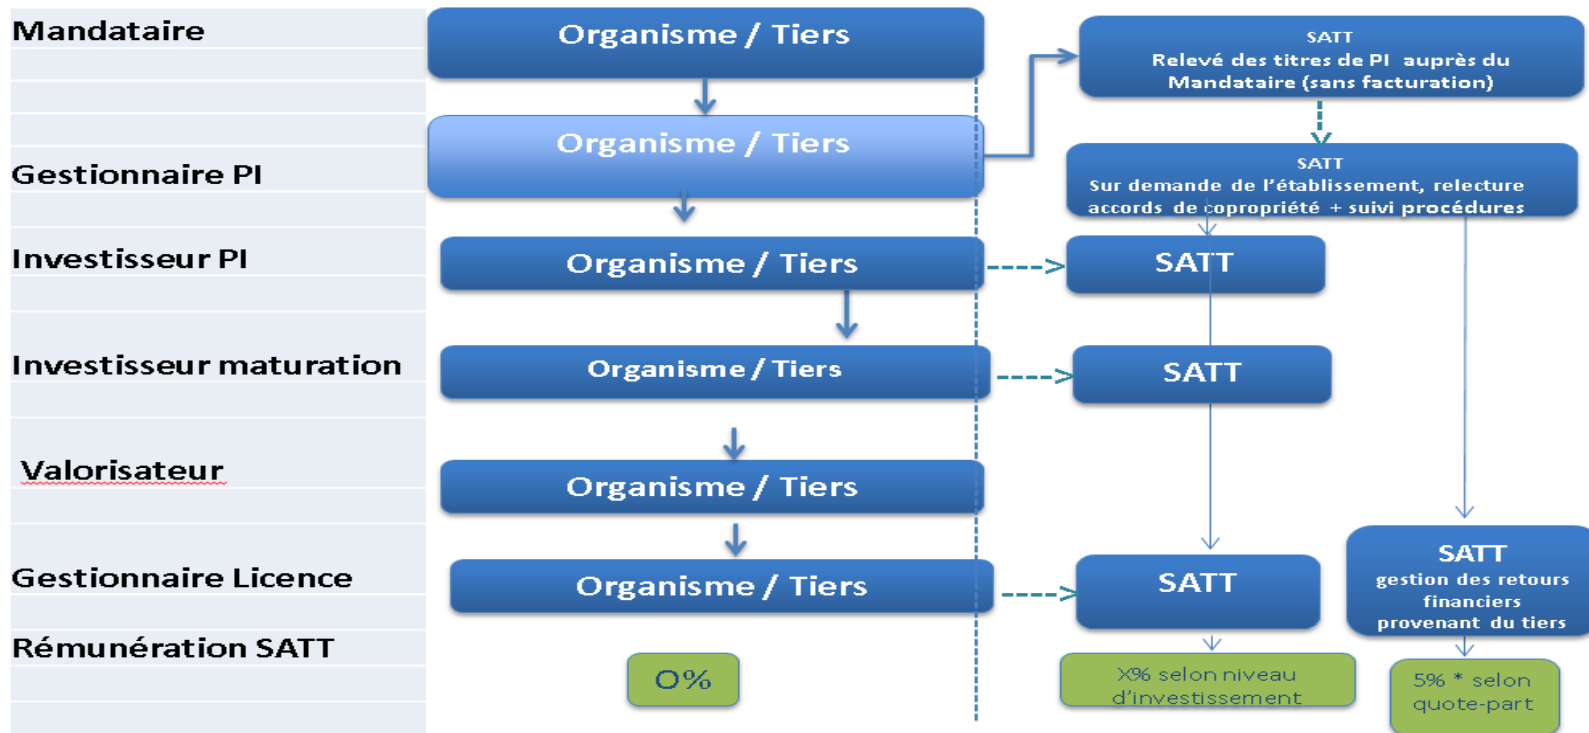 Mandataire
Organisme / Tiers
SATT
Relevé des titres de PI auprès du
Mandataire (sans facturation)
Organisme / Tiers
Gestionnaire PI
SATT
Sur demande de l'établissement, relecture
accords de copropriété + suivi procédures
Investisseur PI
Organisme / Tiers
SATT
Investisseur maturation
Organisme / Tiers
SATT
Valorisateur
Organisme / Tiers
Gestionnaire Licence
Organisme / Tiers
SATT
SATT
gestion des retours
financiers
provenant du tiers
Rémunération SATT
0%
X% selon niveau
d'investissement
5% * selon
quote-part